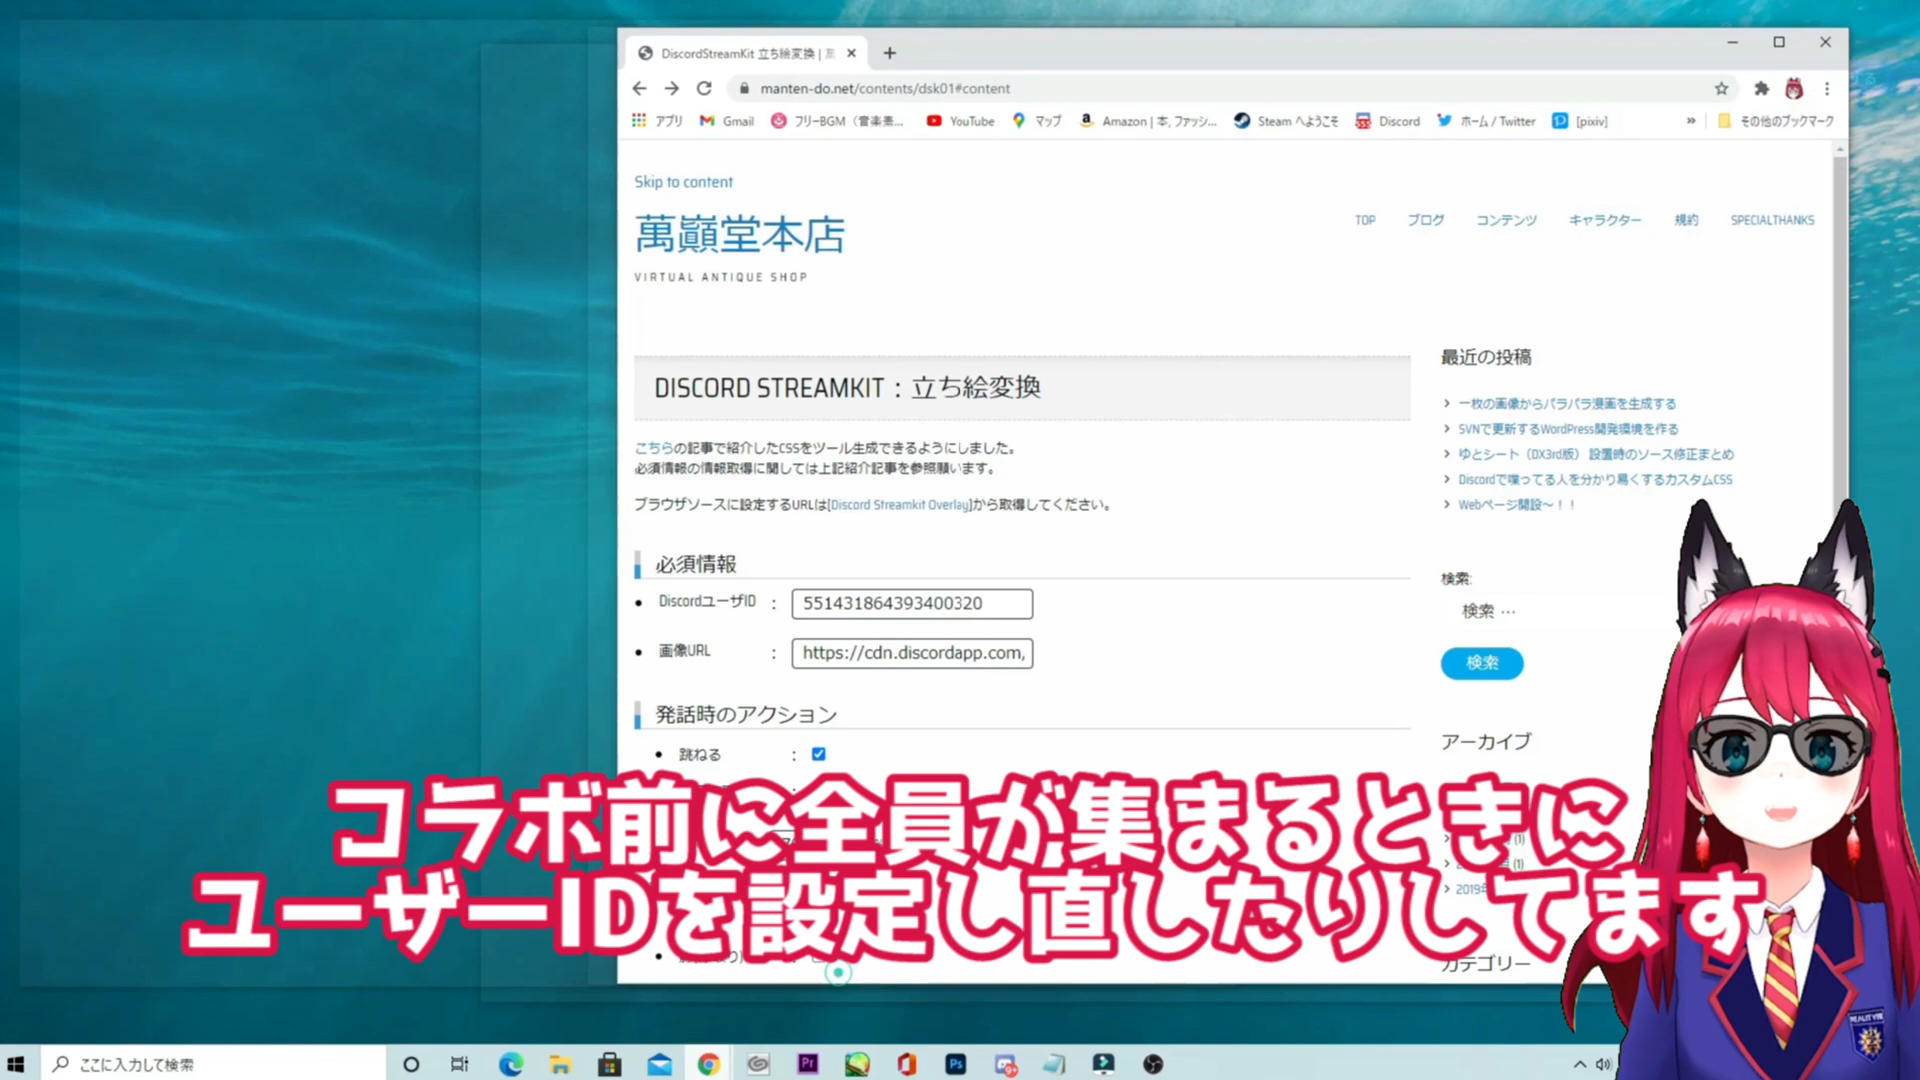 DiscordStreamKit 立ち絵変換 | 萬
manten-do.net/contents/dsk01#content
アプリ
Gmail
フリーBGM（音楽素...
YouTube
マップ
Amazon | 本, ファッシ...
Steam へようこそ
Discord
ホーム / Twitter
[pixiv]
»
その他のブックマーク
Skip to content
萬巓堂本店
VIRTUAL ANTIQUE SHOP
TOP
ブログ
コンテンツ
キャラクター
規約
SPECIALTHANKS
DISCORD STREAMKIT：立ち絵変換
こちらの記事で紹介したCSSをツール生成できるようにしました。
必須情報の情報取得に関しては上記紹介記事を参照願います。
ブラウザソースに設定するURLは[Discord Streamkit Overlay]から取得してください。
必須情報
DiscordユーザID : 551431864393400320
画像URL : https://cdn.discordapp.com,
発話時のアクション
跳ねる :
最近の投稿
一枚の画像からパラパラ漫画を生成する
SVNで更新するWordPress開発環境を作る
ゆとシート（DX3rd版） 設置時のソース修正まとめ
Discordで喋ってる人を分かり易くするカスタムCSS
Webページ開設～！！
検索:
検索 …
検索
アーカイブ
(1)
(1)
2019年
カテゴリー
コラボ前に全員が集まるときに
ユーザーIDを設定し直したりしてます
ここに入力して検索